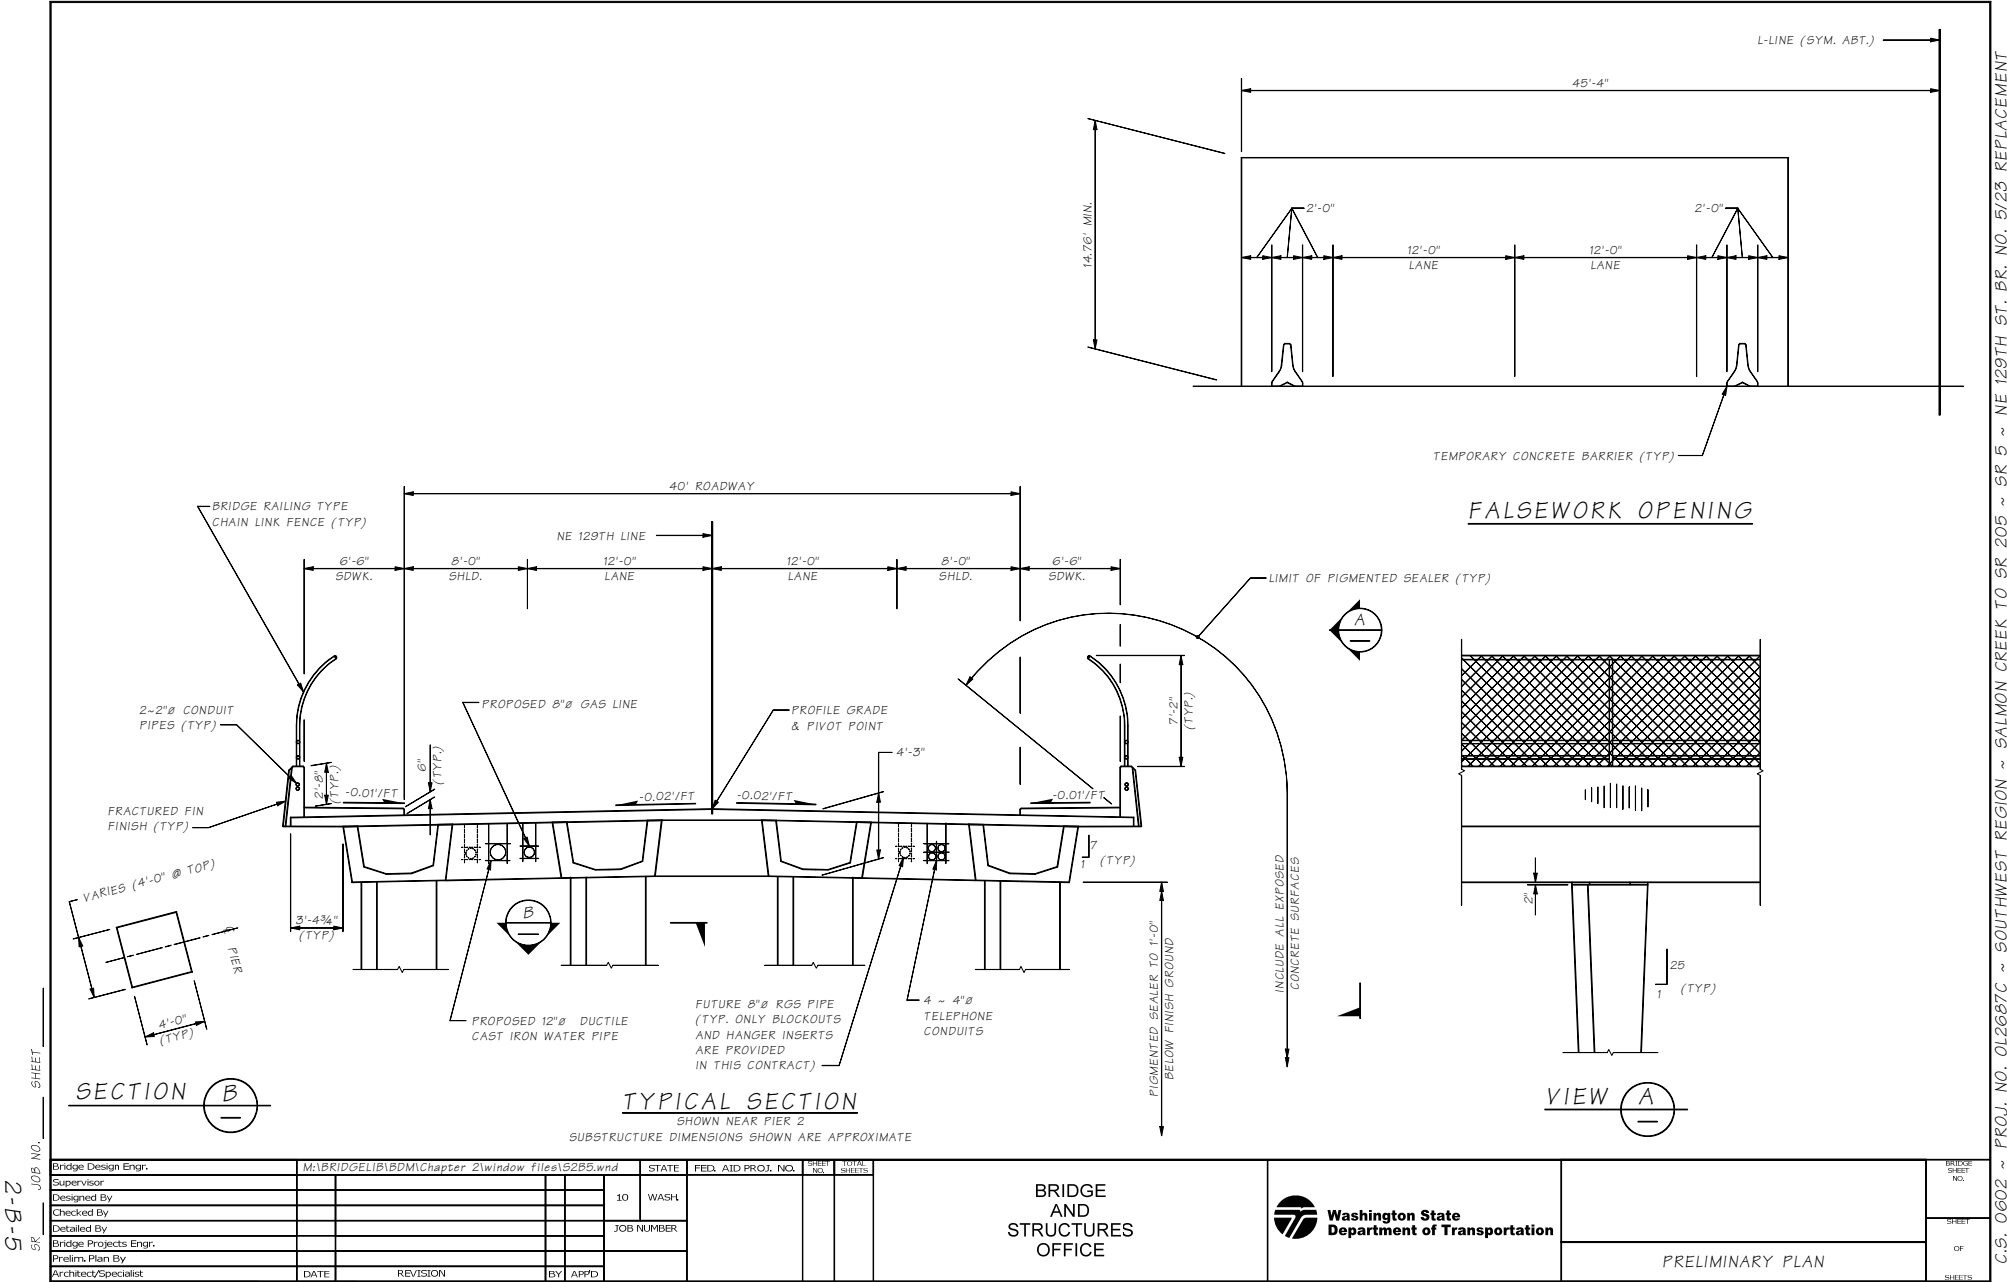 L-LINE (SYM. ABT.)
45'-4"
14.76' MIN.
2'-0"
2'-0"
12'-0"
LANE
12'-0"
LANE
TEMPORARY CONCRETE BARRIER (TYP)
FALSEWORK OPENING
40' ROADWAY
BRIDGE RAILING TYPE
CHAIN LINK FENCE (TYP)
NE 129TH LINE
6'-6"
SDWK.
8'-0"
SHLD.
12'-0"
LANE
12'-0"
LANE
8'-0"
SHLD.
6'-6"
SDWK.
LIMIT OF PIGMENTED SEALER (TYP)
A
2~2"ø CONDUIT
PIPES (TYP)
PROPOSED 8"ø GAS LINE
PROFILE GRADE
& PIVOT POINT
7'-2"
(TYP.)
4'-3"
6"
(TYP.)
2'-8"
(TYP.)
-0.01'/FT
-0.02'/FT
-0.02'/FT
-0.01'/FT
FRACTURED FIN
FINISH (TYP)
7
1
(TYP)
VARIES (4'-0" @ TOP)
PIER
4'-0"
(TYP)
3'-4¾"
(TYP)
B
INCLUDE ALL EXPOSED
CONCRETE SURFACES
PIGMENTED SEALER TO 1'-0"
BELOW FINISH GROUND
2"
25
1
(TYP)
PROPOSED 12"ø DUCTILE
CAST IRON WATER PIPE
FUTURE 8"ø RGS PIPE
(TYP. ONLY BLOCKOUTS
AND HANGER INSERTS
ARE PROVIDED
IN THIS CONTRACT)
4 ~ 4"ø
TELEPHONE
CONDUITS
SECTION B
TYPICAL SECTION
SHOWN NEAR PIER 2
SUBSTRUCTURE DIMENSIONS SHOWN ARE APPROXIMATE
VIEW A
Bridge Design Engr.
Supervisor
Designed By
Checked By
Detailed By
Bridge Projects Engr.
Prelim. Plan By
Architect/Specialist
M:\BRIDGELIB\BDM\Chapter 2\window files\S2B5.wnd
DATE
REVISION
BY
APP'D
STATE
10
WASH.
JOB NUMBER
FED. AID PROJ. NO.
SHEET
NO.
TOTAL
SHEETS
BRIDGE
AND
STRUCTURES
OFFICE
Washington State
Department of Transportation
PRELIMINARY PLAN
BRIDGE
SHEET
NO.
SHEET
OF
SHEETS
SR JOB NO. SHEET
2-B-5
C.S. 0602 ~ PROJ. NO. OL2687C ~ SOUTHWEST REGION ~ SALMON CREEK TO SR 205 ~ SR 5 ~ NE 129TH ST. BR. NO. 5/23 REPLACEMENT